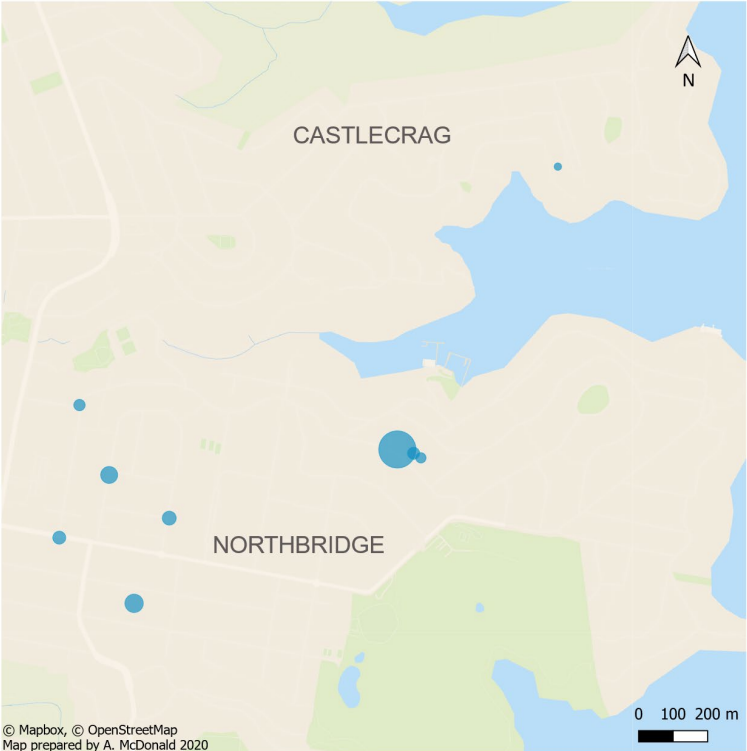 CASTLECRAG
N
NORTHBRIDGE
0 100 200 m
© Mapbox, © OpenStreetMap
Map prepared by A. McDonald 2020